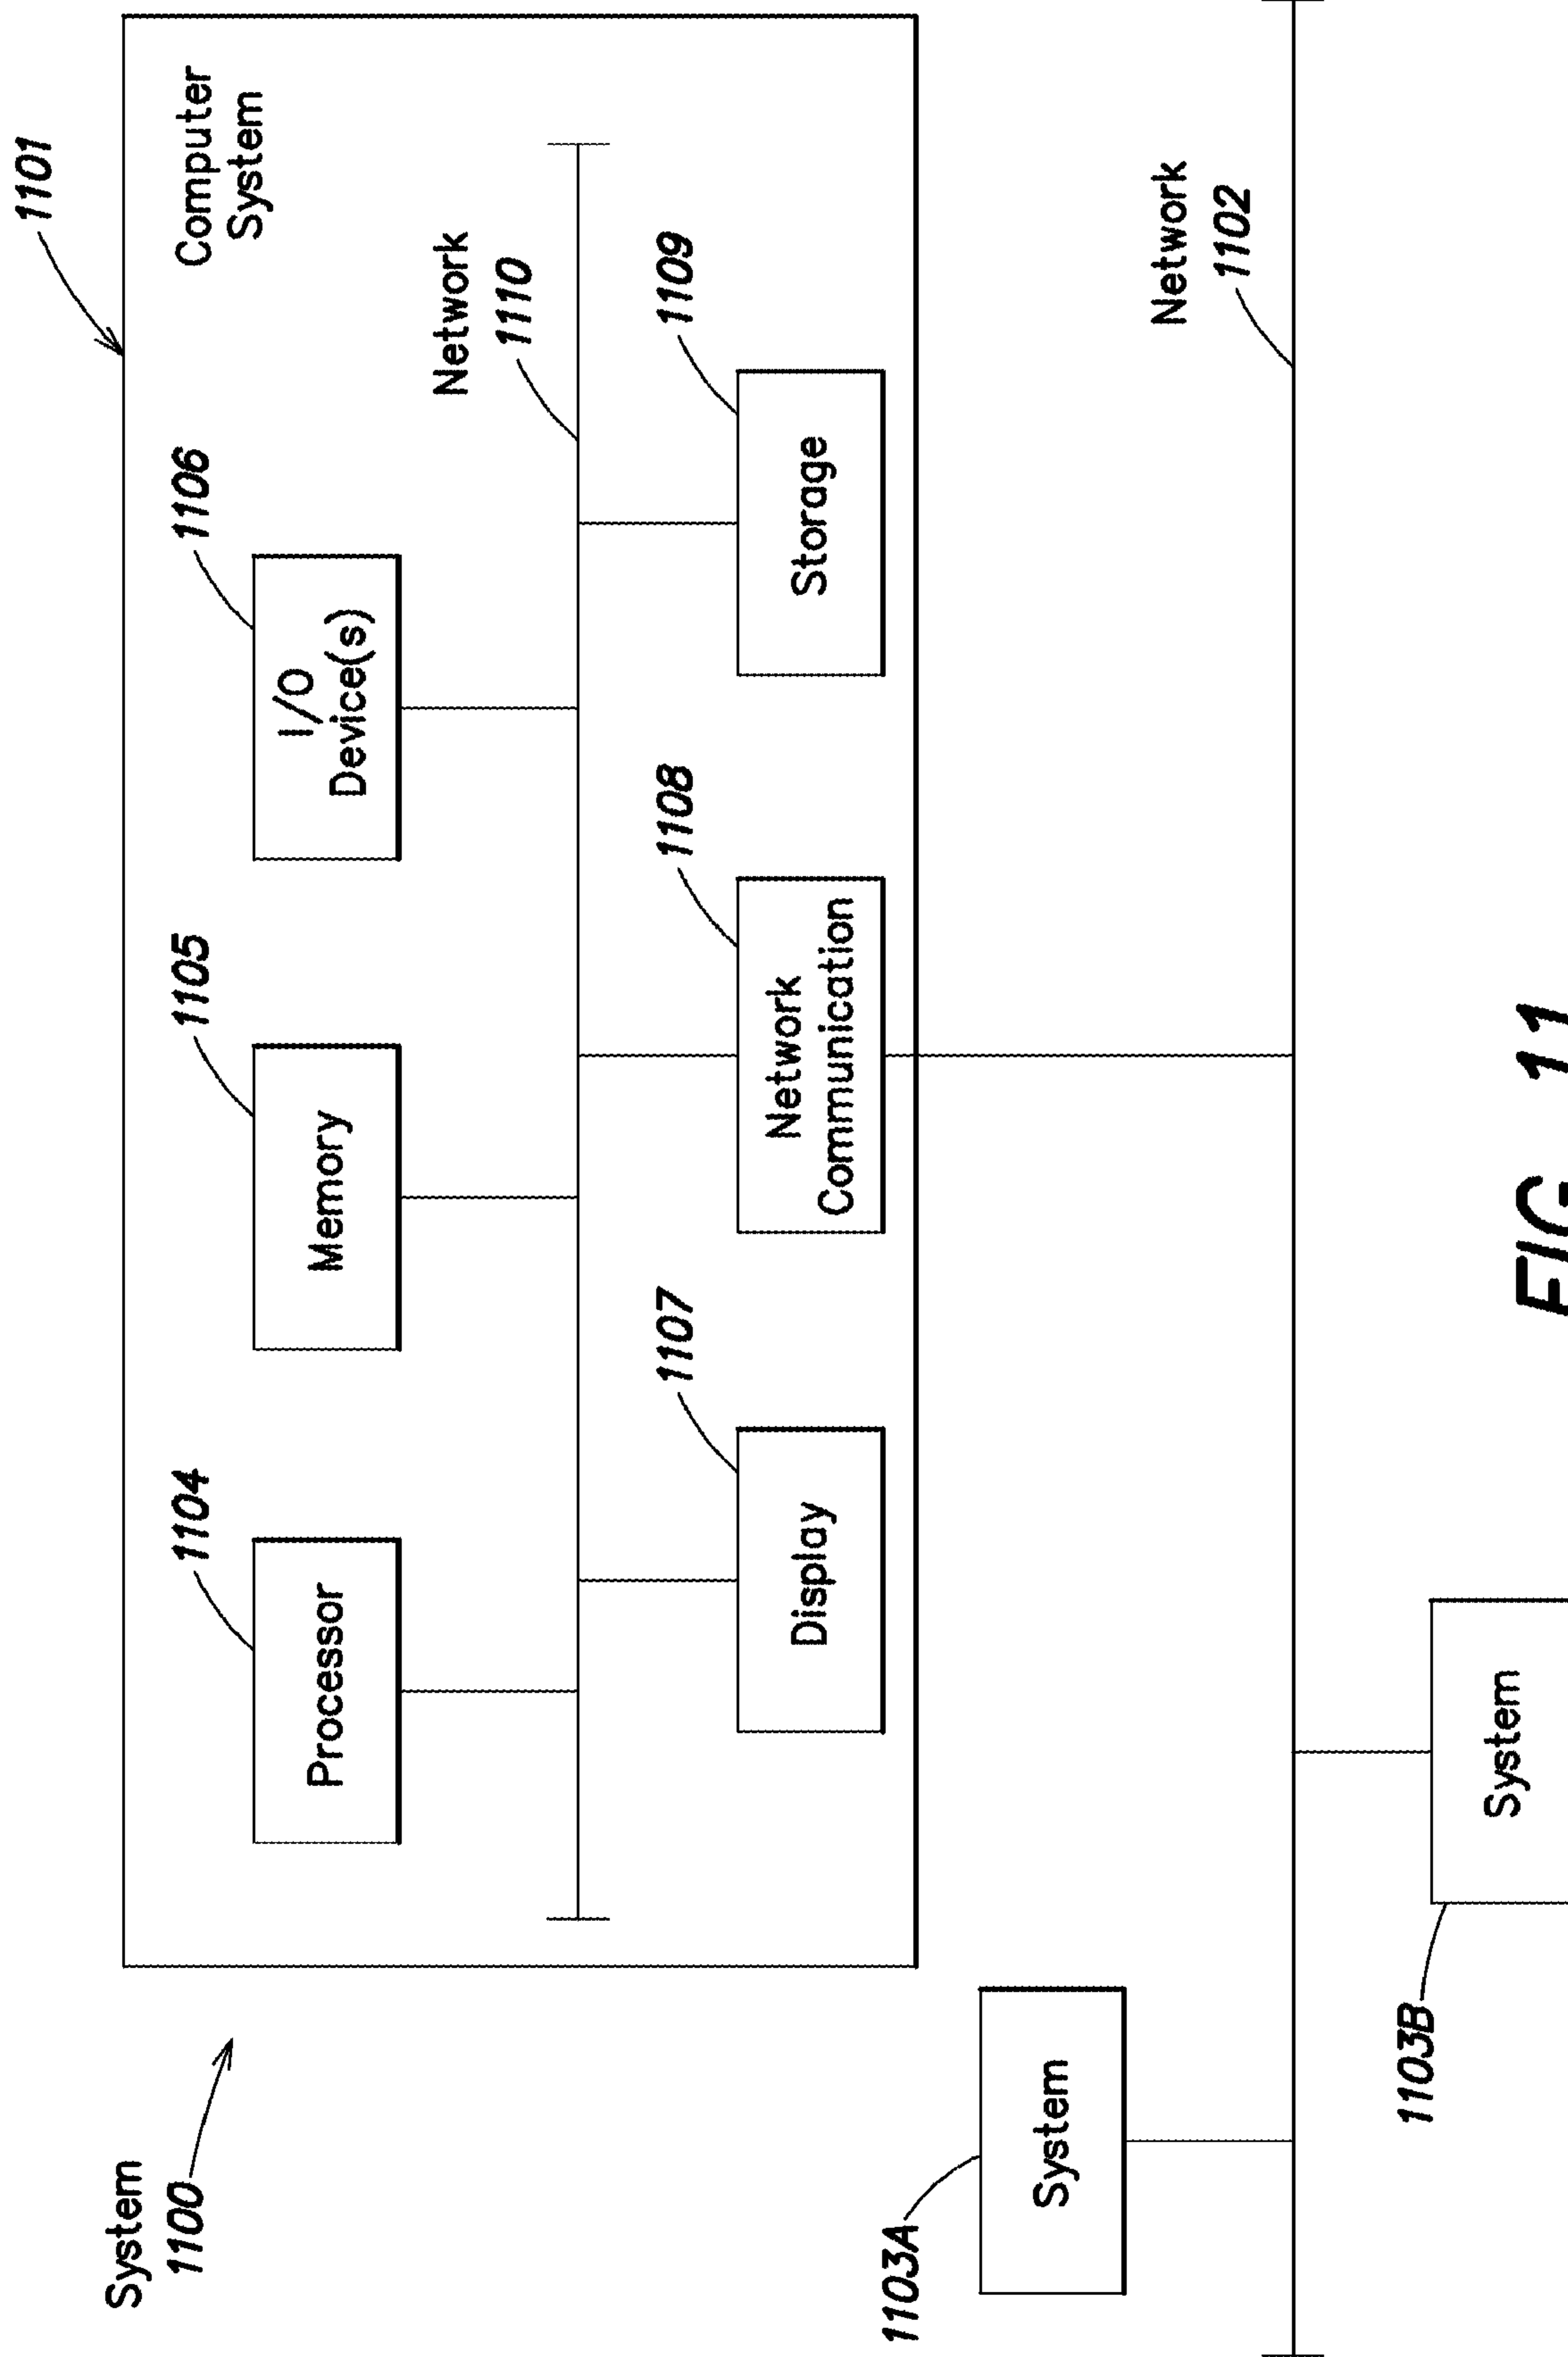 System
1100
1101
Computer
System
1104
Processor
1105
Memory
1106
I/O
Device(s)
Network
1110
1107
Display
1108
Network
Communication
1109
Storage
1103A
System
Network
1102
1103B
System
FIG. 11